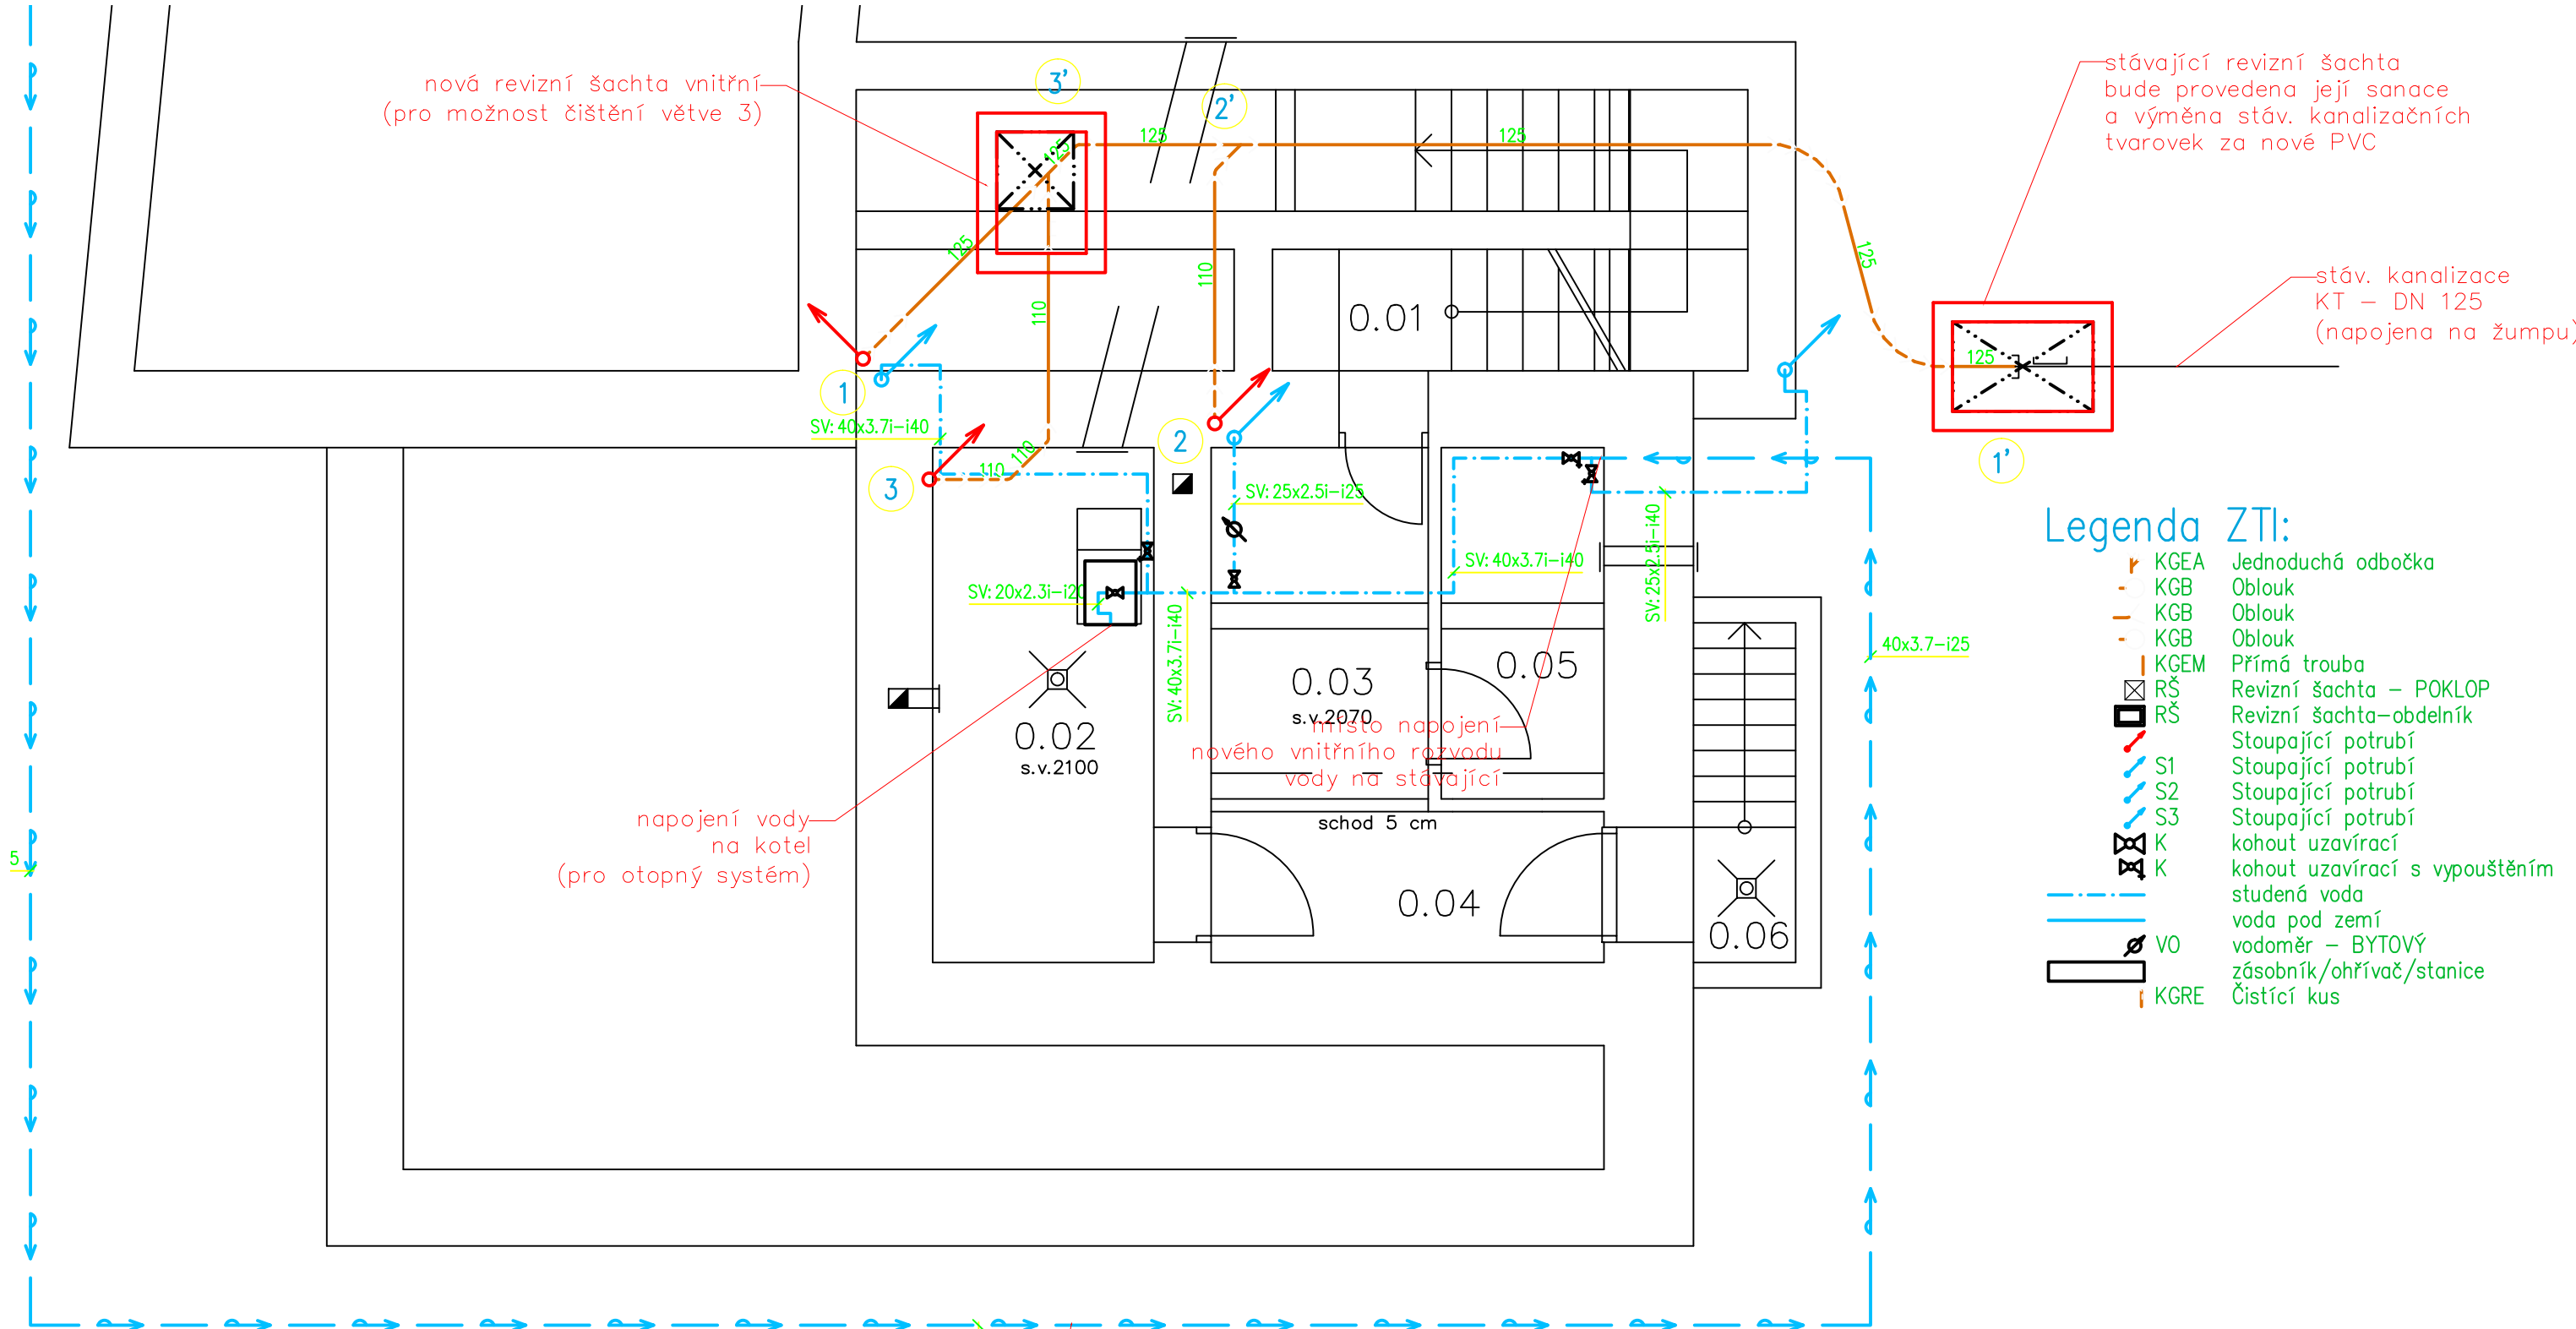 nová revizní šachta vnitřní
(pro možnost čištění větve 3)
3'
2'
stávající revizní šachta
bude provedena její sanace
a výměna stáv. kanalizačních
tvarovek za nové PVC
125
125
125
125
110
110
125
stáv. kanalizace
KT – DN 125
(napojena na žumpu)
0.01
125
1
SV: 40x3.7i–i40
2
3
110
110
1'
SV: 25x2.5i–i25
SV: 40x3.7i–i40
SV: 25x2.5i–i40
SV: 20x2.3i–i20
SV: 40x3.7i–i40
40x3.7–i25
0.02
s.v.2100
0.03
s.v.2070
0.05
místo napojení
nového vnitřního rozvodu
vody na stávající
napojení vody
na kotel
(pro otopný systém)
schod 5 cm
0.04
0.06
5
Legenda ZTI:
KGEA Jednoduchá odbočka
KGB Oblouk
KGB Oblouk
KGB Oblouk
KGEM Přímá trouba
RŠ Revizní šachta – POKLOP
RŠ Revizní šachta–obdelník
Stoupající potrubí
S1 Stoupající potrubí
S2 Stoupající potrubí
S3 Stoupající potrubí
K kohout uzavírací
K kohout uzavírací s vypouštěním
studená voda
voda pod zemí
VO vodoměr – BYTOVÝ
zásobník/ohřívač/stanice
KGRE Čistící kus